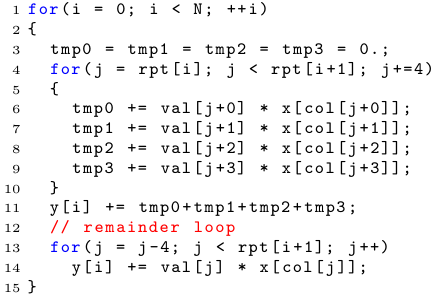 1 for(i = 0; i < N; ++i)
2 {
3   tmp0 = tmp1 = tmp2 = tmp3 = 0.;
4   for(j = rpt[i]; j < rpt[i+1]; j+=4)
5   {
6     tmp0 += val[j+0] * x[col[j+0]];
7     tmp1 += val[j+1] * x[col[j+1]];
8     tmp2 += val[j+2] * x[col[j+2]];
9     tmp3 += val[j+3] * x[col[j+3]];
10   }
11   y[i] += tmp0+tmp1+tmp2+tmp3;
12   // remainder loop
13   for(j = j-4; j < rpt[i+1]; j++)
14     y[i] += val[j] * x[col[j]];
15 }